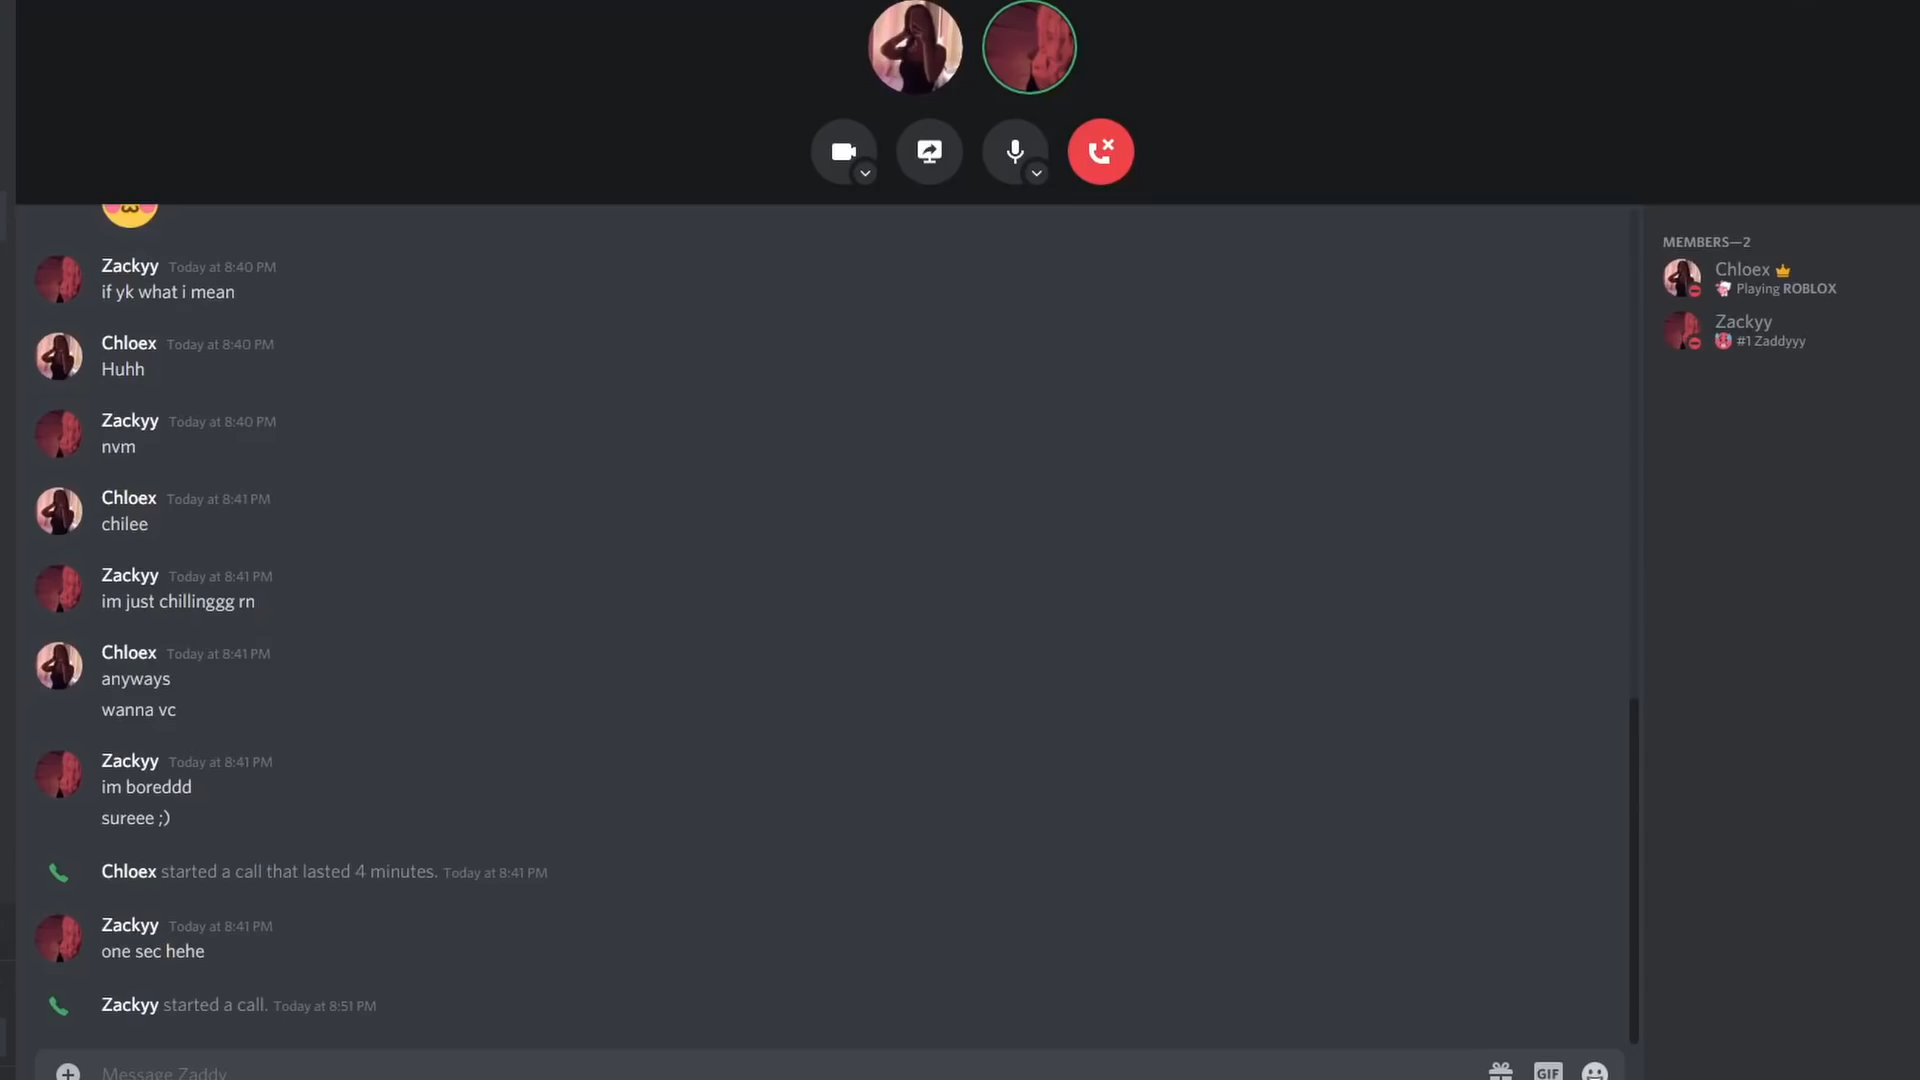 Zackyy Today at 8:40 PM
if yk what i mean
Chloex Today at 8:40 PM
Huhh
Zackyy Today at 8:40 PM
nvm
Chloex Today at 8:41 PM
chilee
Zackyy Today at 8:41 PM
im just chillinggg rn
Chloex Today at 8:41 PM
anyways
wanna vc
Zackyy Today at 8:41 PM
im boreddd
sureee ;)
Chloex started a call that lasted 4 minutes. Today at 8:41 PM
Zackyy Today at 8:41 PM
one sec hehe
Zackyy started a call. Today at 8:51 PM
Message Zaddy
GIF
MEMBERS—2
Chloex
Playing ROBLOX
Zackyy
#1 Zaddyyy